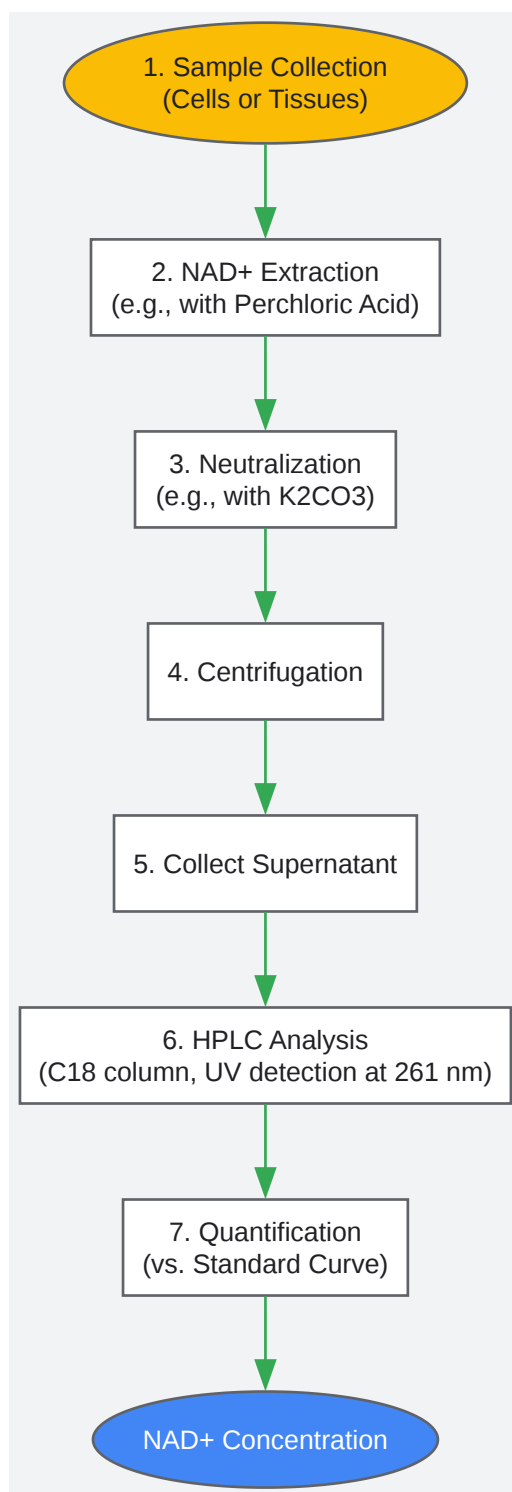 1. Sample Collection
(Cells or Tissues)
2. NAD+ Extraction
(e.g., with Perchloric Acid)
3. Neutralization
(e.g., with K2CO3)
4. Centrifugation
5. Collect Supernatant
6. HPLC Analysis
(C18 column, UV detection at 261 nm)
7. Quantification
(vs. Standard Curve)
NAD+ Concentration